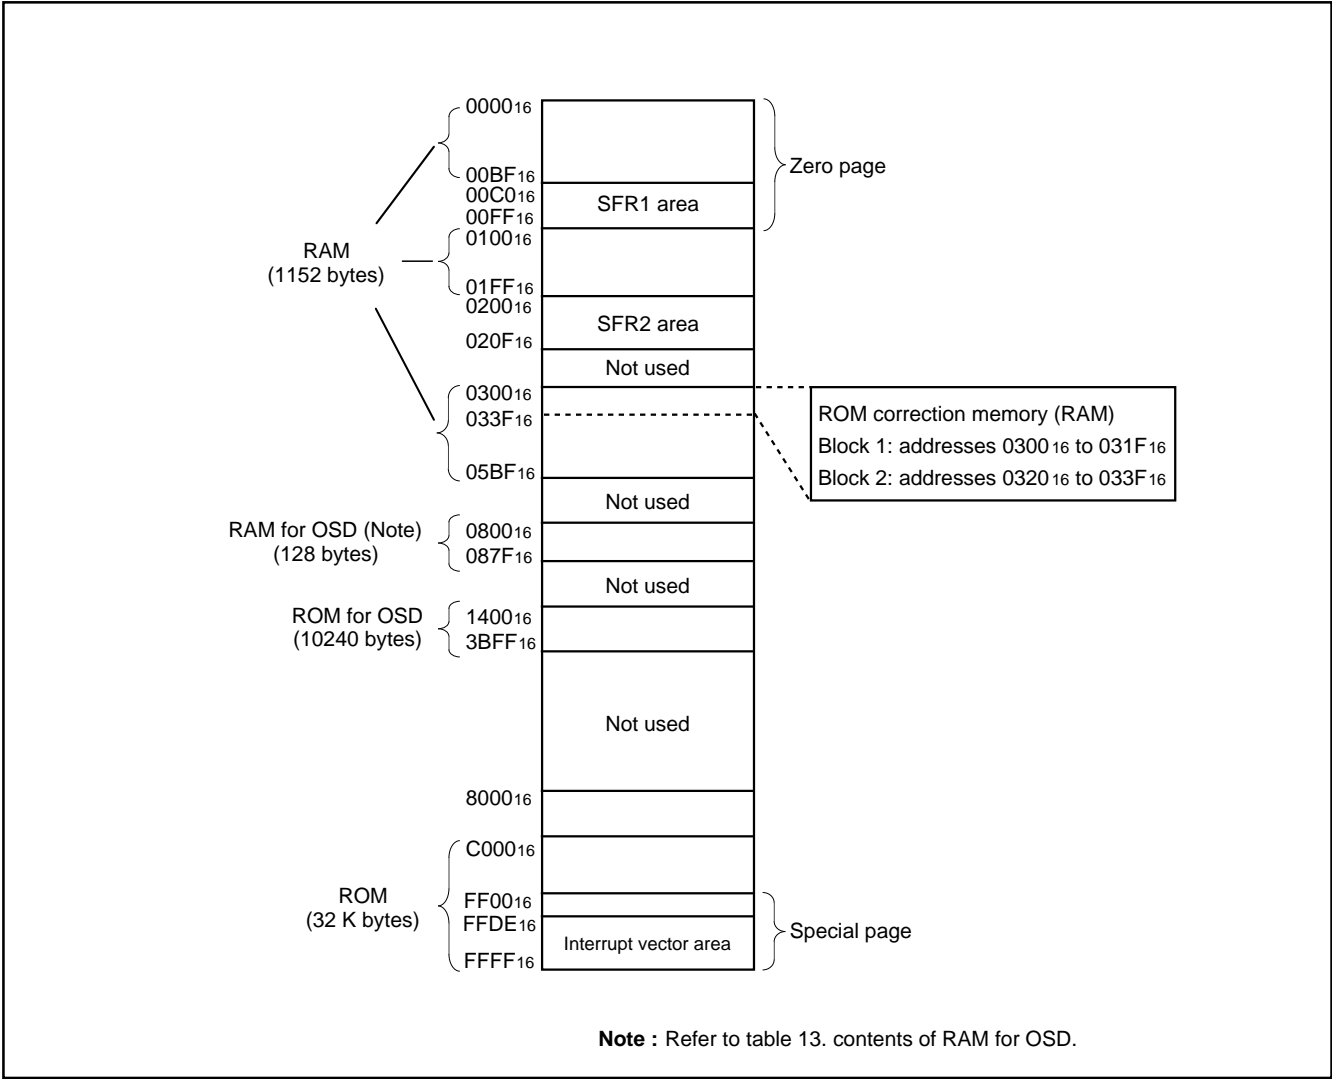 0000₁₆
00BF₁₆
Zero page
00C0₁₆
SFR1 area
00FF₁₆
0100₁₆
RAM
(1152 bytes)
01FF₁₆
0200₁₆
SFR2 area
020F₁₆
Not used
0300₁₆
033F₁₆
ROM correction memory (RAM)
Block 1: addresses 0300₁₆ to 031F₁₆
Block 2: addresses 0320₁₆ to 033F₁₆
05BF₁₆
Not used
RAM for OSD (Note)
(128 bytes)
0800₁₆
087F₁₆
Not used
ROM for OSD
(10240 bytes)
1400₁₆
3BFF₁₆
Not used
8000₁₆
C000₁₆
ROM
(32 K bytes)
FF00₁₆
FFDE₁₆
Special page
Interrupt vector area
FFFF₁₆
Note : Refer to table 13. contents of RAM for OSD.